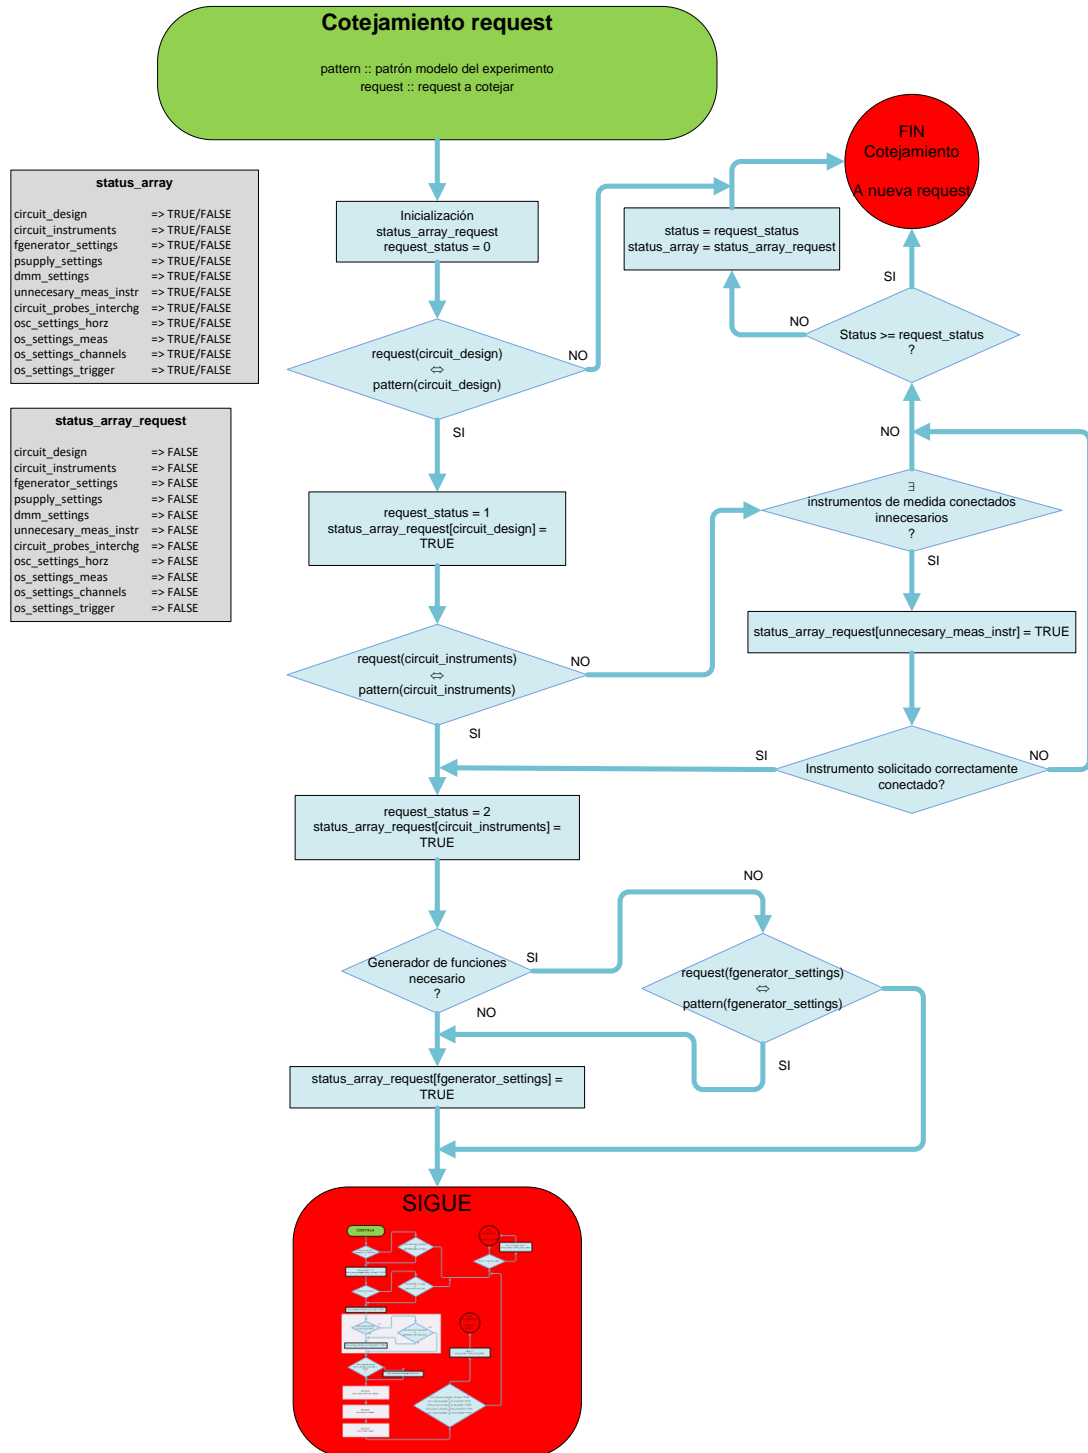 Cotejamiento request
pattern :: patrón modelo del experimento
request :: request a cotejar
FIN
Cotejamiento
A nueva request
status_array
circuit_design => TRUE/FALSE
circuit_instruments => TRUE/FALSE
fgenerator_settings => TRUE/FALSE
psupply_settings => TRUE/FALSE
dmm_settings => TRUE/FALSE
unnecesary_meas_instr => TRUE/FALSE
circuit_probes_interchg => TRUE/FALSE
osc_settings_horz => TRUE/FALSE
os_settings_meas => TRUE/FALSE
os_settings_channels => TRUE/FALSE
os_settings_trigger => TRUE/FALSE
Inicialización
status_array_request
request_status = 0
status = request_status
status_array = status_array_request
SI
NO
Status >= request_status
?
request(circuit_design)
⇔
pattern(circuit_design)
NO
SI
status_array_request
circuit_design => FALSE
circuit_instruments => FALSE
fgenerator_settings => FALSE
psupply_settings => FALSE
dmm_settings => FALSE
unnecesary_meas_instr => FALSE
circuit_probes_interchg => FALSE
osc_settings_horz => FALSE
os_settings_meas => FALSE
os_settings_channels => FALSE
os_settings_trigger => FALSE
NO
∃
instrumentos de medida conectados
innecesarios
?
SI
request_status = 1
status_array_request[circuit_design] =
TRUE
status_array_request[unnecesary_meas_instr] = TRUE
request(circuit_instruments)
⇔
pattern(circuit_instruments)
NO
SI
SI
Instrumento solicitado correctamente
conectado?
NO
request_status = 2
status_array_request[circuit_instruments] =
TRUE
NO
Generador de funciones
necesario
?
SI
NO
request(fgenerator_settings)
⇔
pattern(fgenerator_settings)
SI
status_array_request[fgenerator_settings] =
TRUE
SIGUE